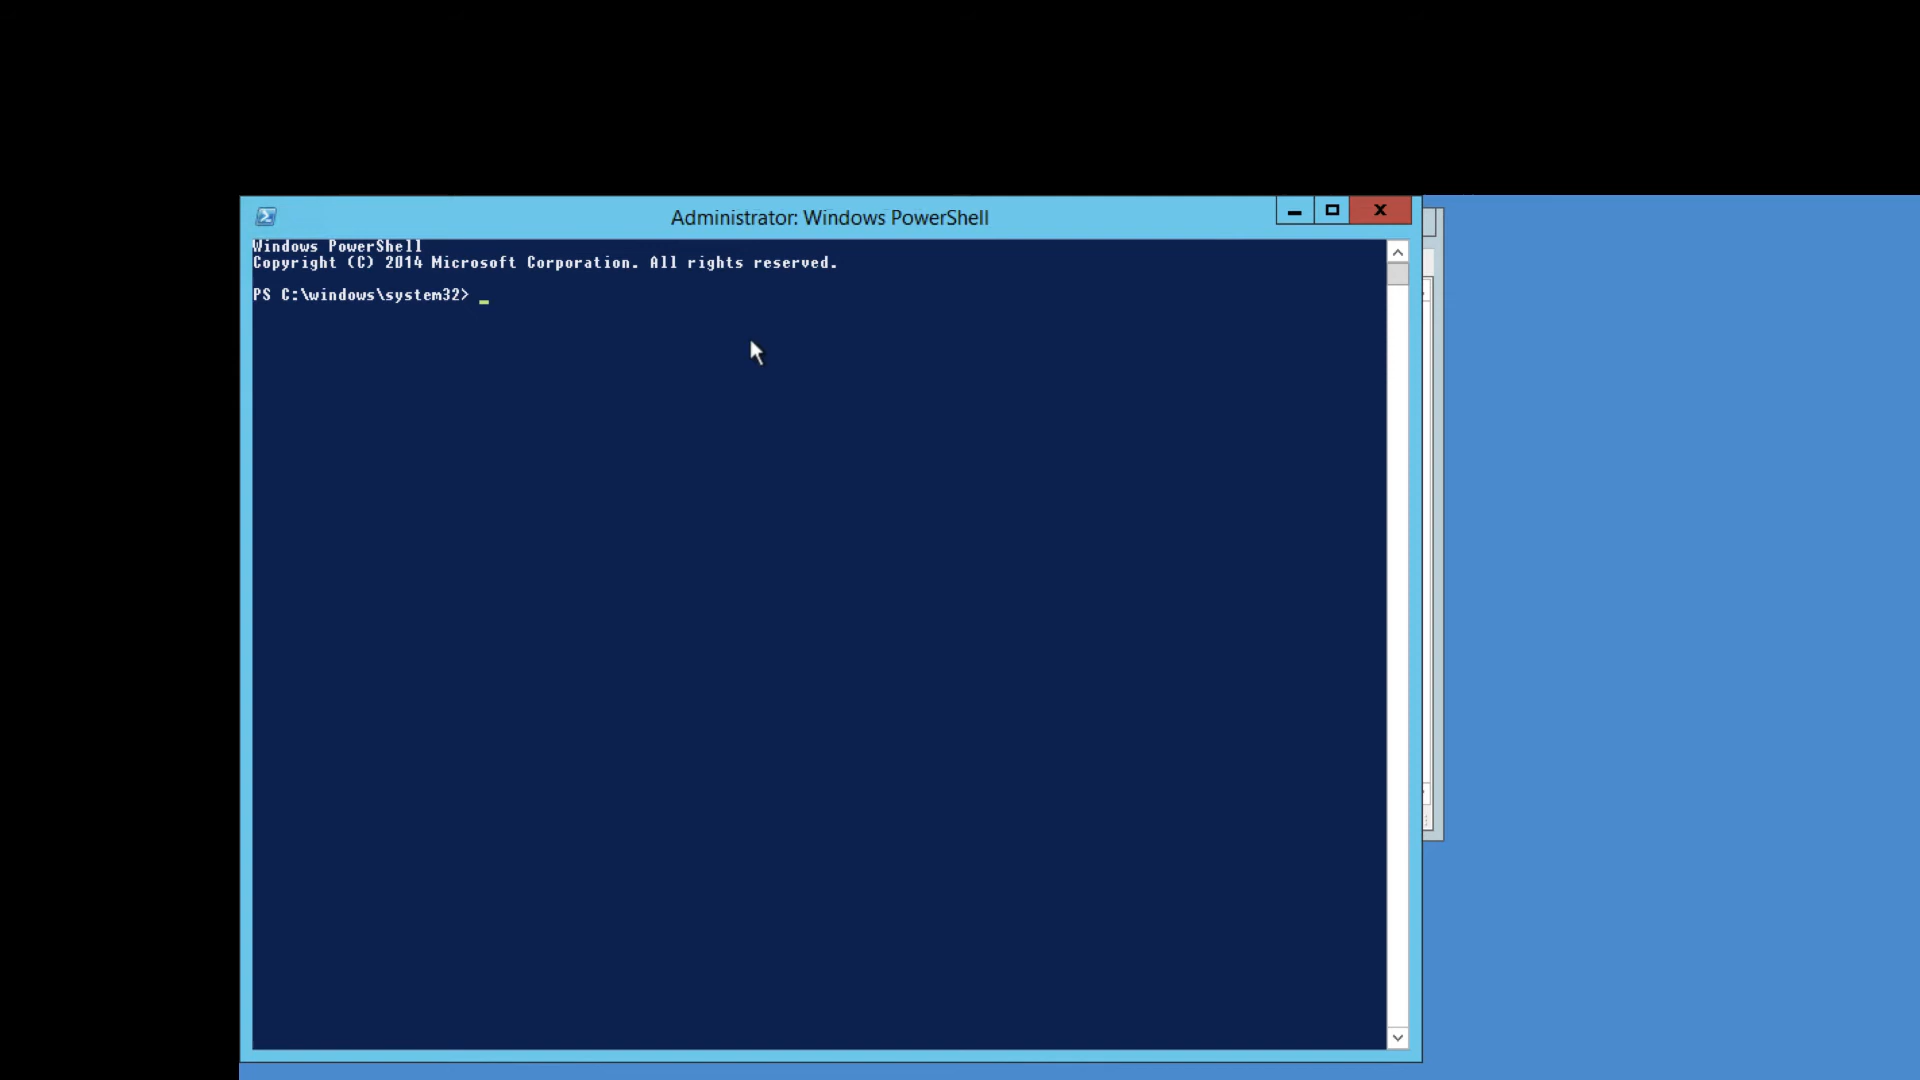 Administrator: Windows PowerShell
Windows PowerShell
Copyright (C) 2014 Microsoft Corporation. All rights reserved.
PS C:\windows\system32> _